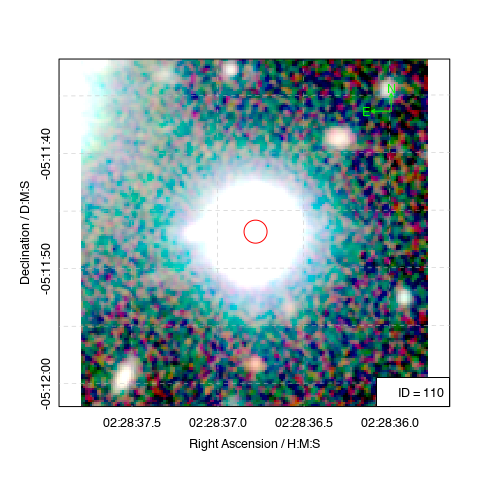 N
E
-05:11:40
-05:11:50
-05:12:00
Declination / D:M:S
ID = 110
02:28:37.5 02:28:37.0 02:28:36.5 02:28:36.0
Right Ascension / H:M:S